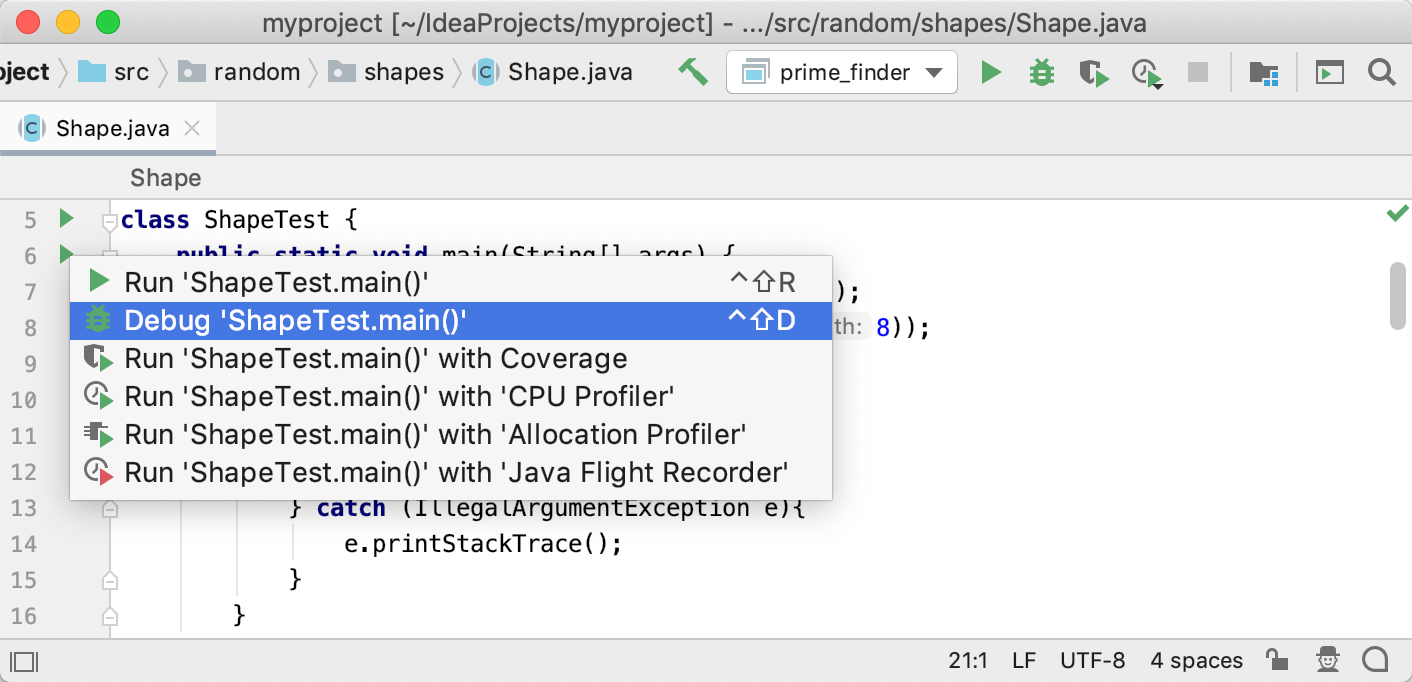 myproject [~/IdeaProjects/myproject] - .../src/random/shapes/Shape.java
src random shapes C Shape.java prime_finder
C Shape.java
Shape
5 class ShapeTest {
6 public static void main(String[] args) {
Run 'ShapeTest.main()' ^⇧R
7 );
Debug 'ShapeTest.main()' ^⇧D
8 th: 8));
Run 'ShapeTest.main()' with Coverage
9
Run 'ShapeTest.main()' with 'CPU Profiler'
10
Run 'ShapeTest.main()' with 'Allocation Profiler'
11
Run 'ShapeTest.main()' with 'Java Flight Recorder'
12
13 } catch (IllegalArgumentException e){
14 e.printStackTrace();
15 }
16 }
21:1 LF UTF-8 4 spaces